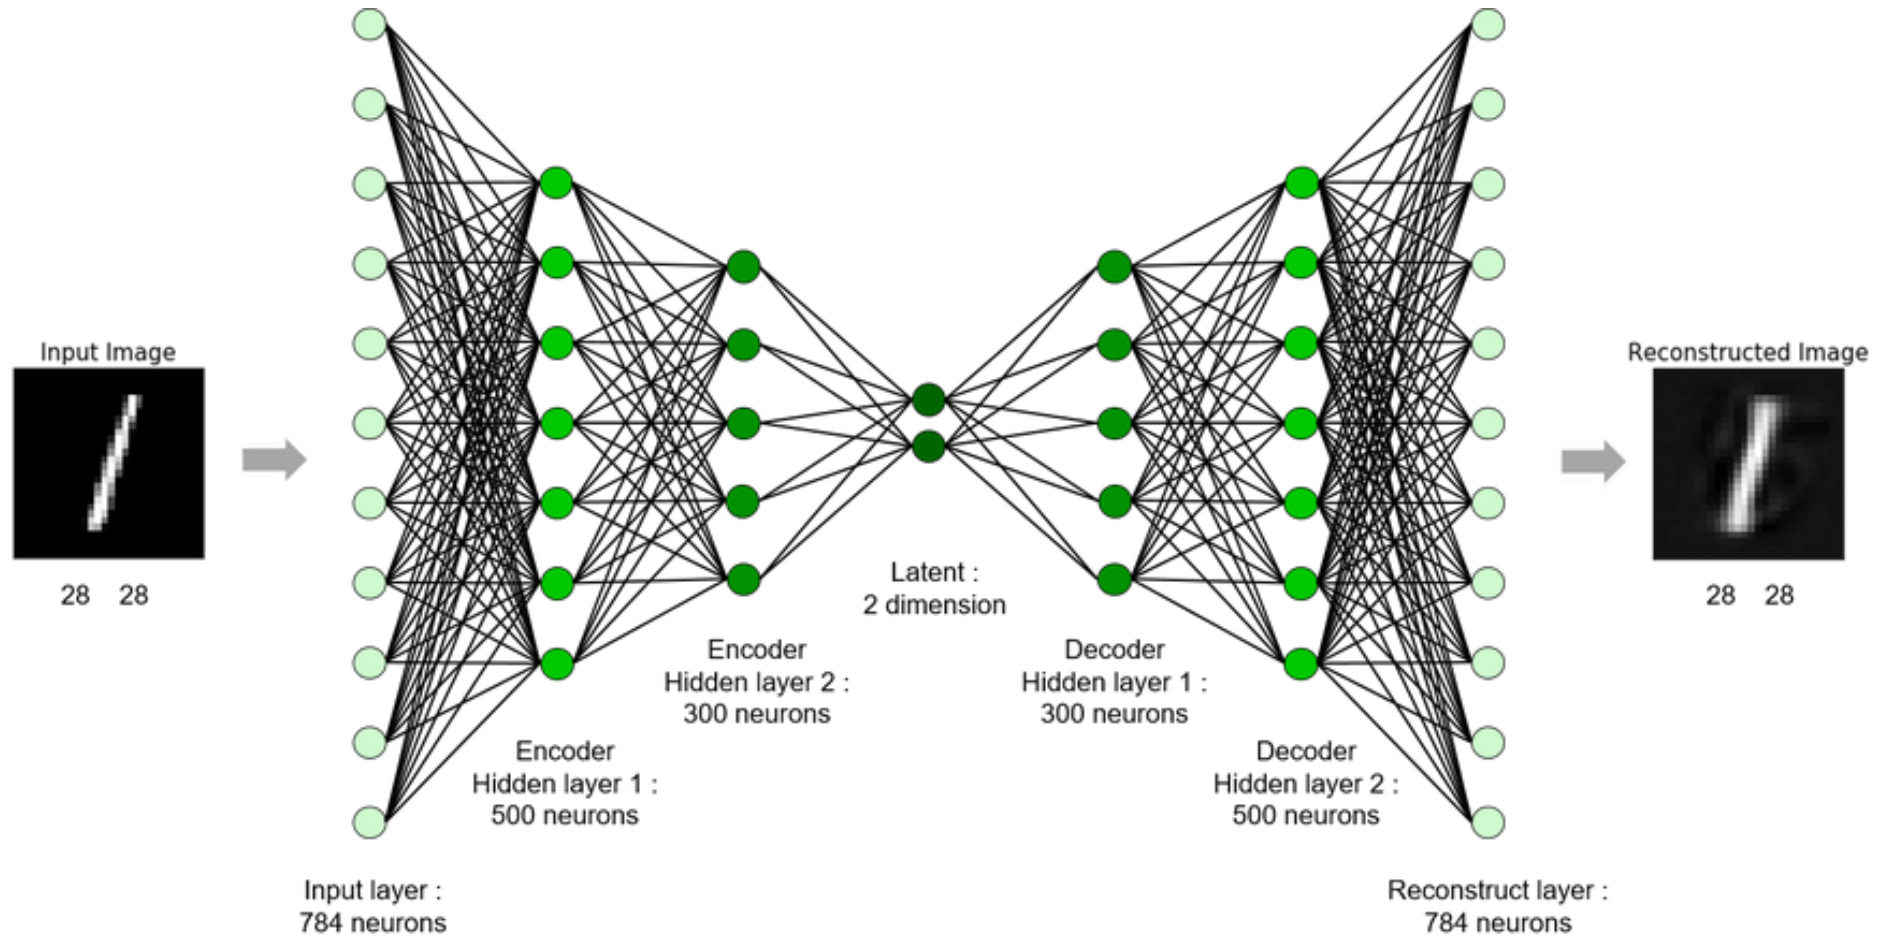 Input Image
28 28
Input layer :
784 neurons
Encoder
Hidden layer 1 :
500 neurons
Encoder
Hidden layer 2 :
300 neurons
Latent :
2 dimension
Decoder
Hidden layer 1 :
300 neurons
Decoder
Hidden layer 2 :
500 neurons
Reconstruct layer :
784 neurons
Reconstructed Image
28 28